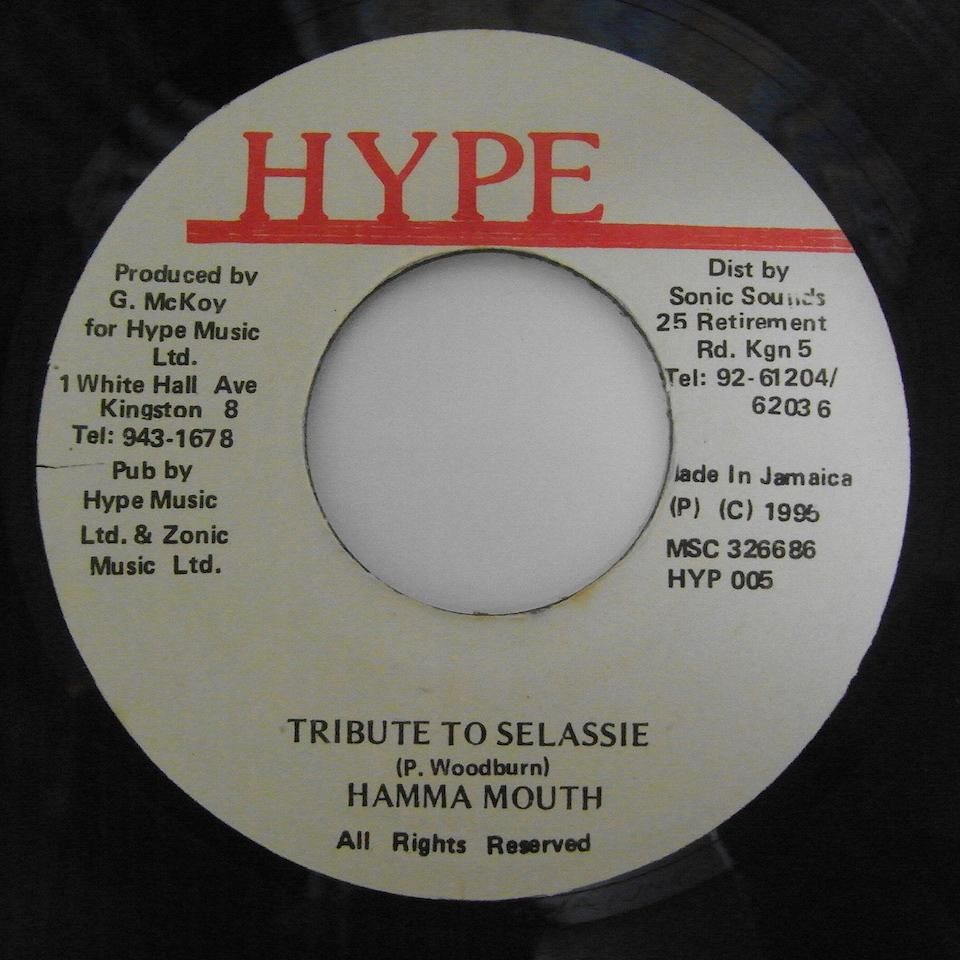 HYPE
Produced by
G. McKoy
for Hype Music
Ltd.
1 White Hall Ave
Kingston 8
Tel: 943-1678
Pub by
Hype Music
Ltd. & Zonic
Music Ltd.
Dist by
Sonic Sounds
25 Retirement
Rd. Kgn 5
Tel: 92-61204/
62036
Made In Jamaica
(P) (C) 1995
MSC 326686
HYP 005
TRIBUTE TO SELASSIE
(P. Woodburn)
HAMMA MOUTH
All Rights Reserved